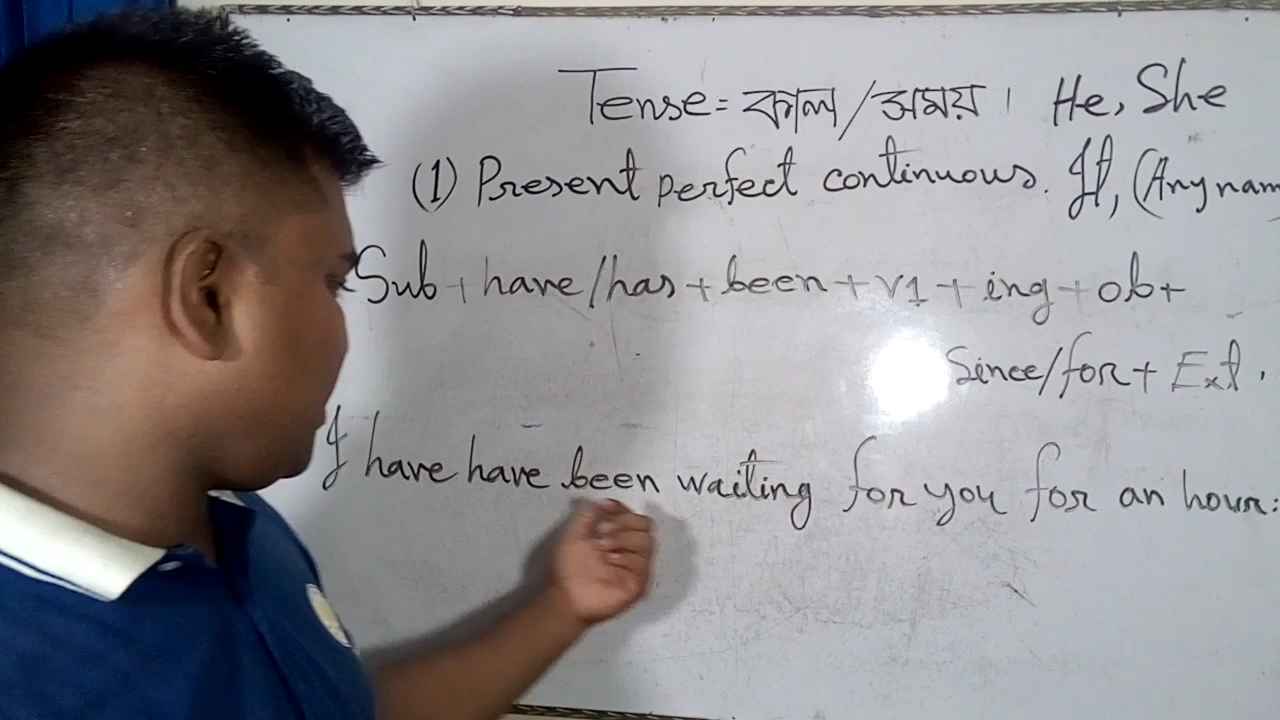 Tense = কাল/সময়। He, She
(1) Present perfect continuous. It, (Any nam
Sub + have/has + been + v1 + ing + ob +
Since/for + Ext.
I have have been waiting for you for an hour: